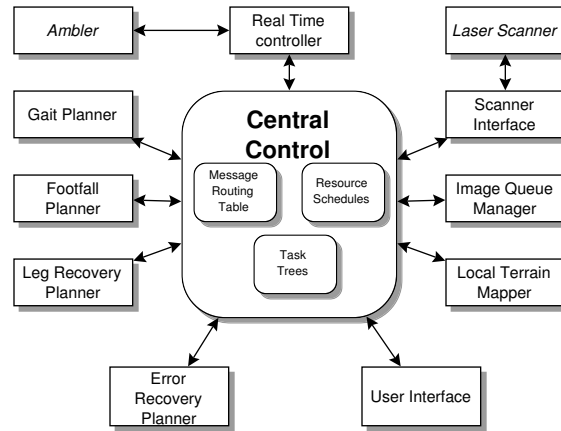 Ambler
Real Time
controller
Laser Scanner
Gait Planner
Central
Control
Scanner
Interface
Message
Routing
Table
Resource
Schedules
Footfall
Planner
Image Queue
Manager
Task
Trees
Leg Recovery
Planner
Local Terrain
Mapper
Error
Recovery
Planner
User Interface